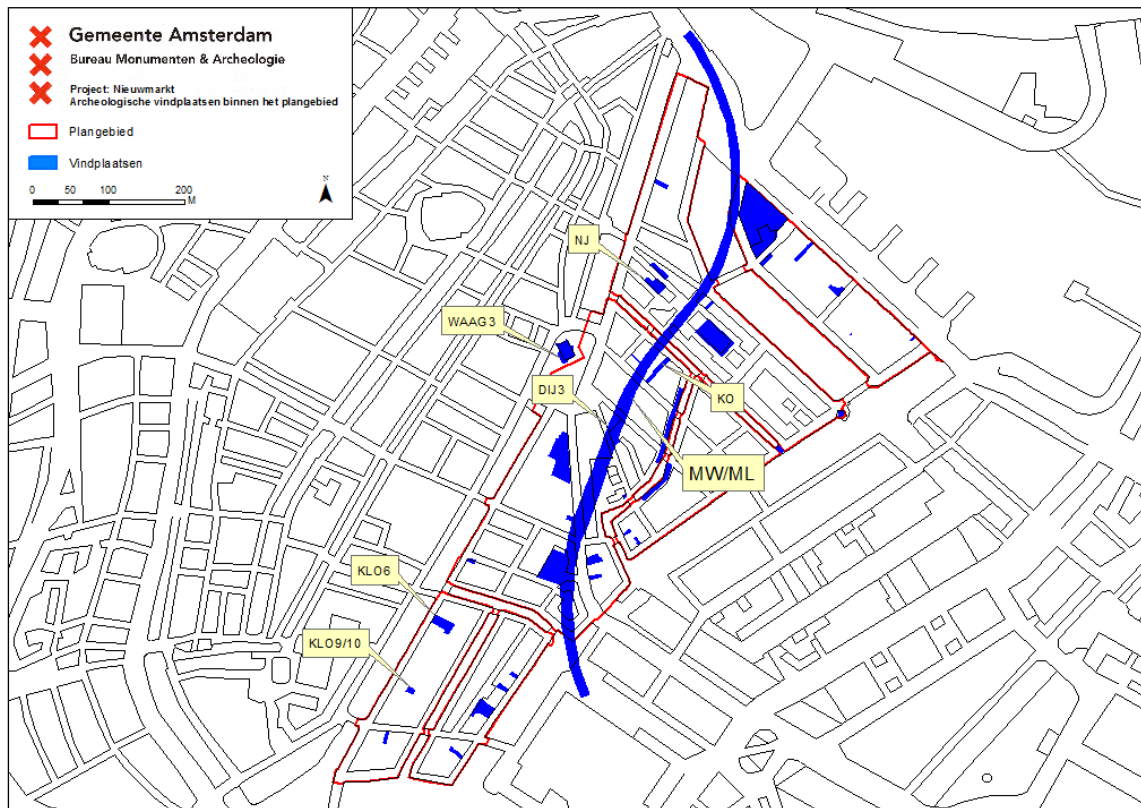 Gemeente Amsterdam
Bureau Monumenten & Archeologie
Project: Nieuwmarkt
Archeologische vindplaatsen binnen het plangebied
Plangebied
Vindplaatsen
0 50 100 200
M
N
NJ
WAAG3
DIJ3
KO
MW/ML
KLO6
KLO9/10